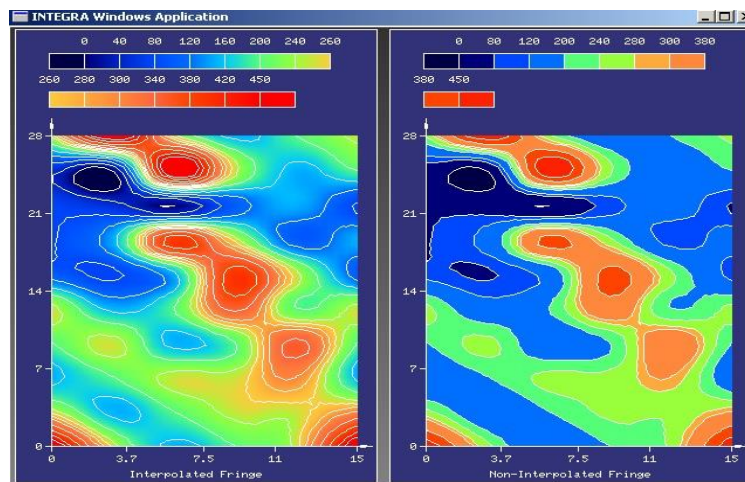 INTEGRA Windows Application
0 40 80 120 160 200 240 260
260 280 300 340 380 420 450
28
21
14
7
0
0 3.7 7.5 11 15
Interpolated Fringe
0 80 120 200 240 280 300 380
380 450
28
21
14
7
0
0 3.7 7.5 11 15
Non-Interpolated Fringe